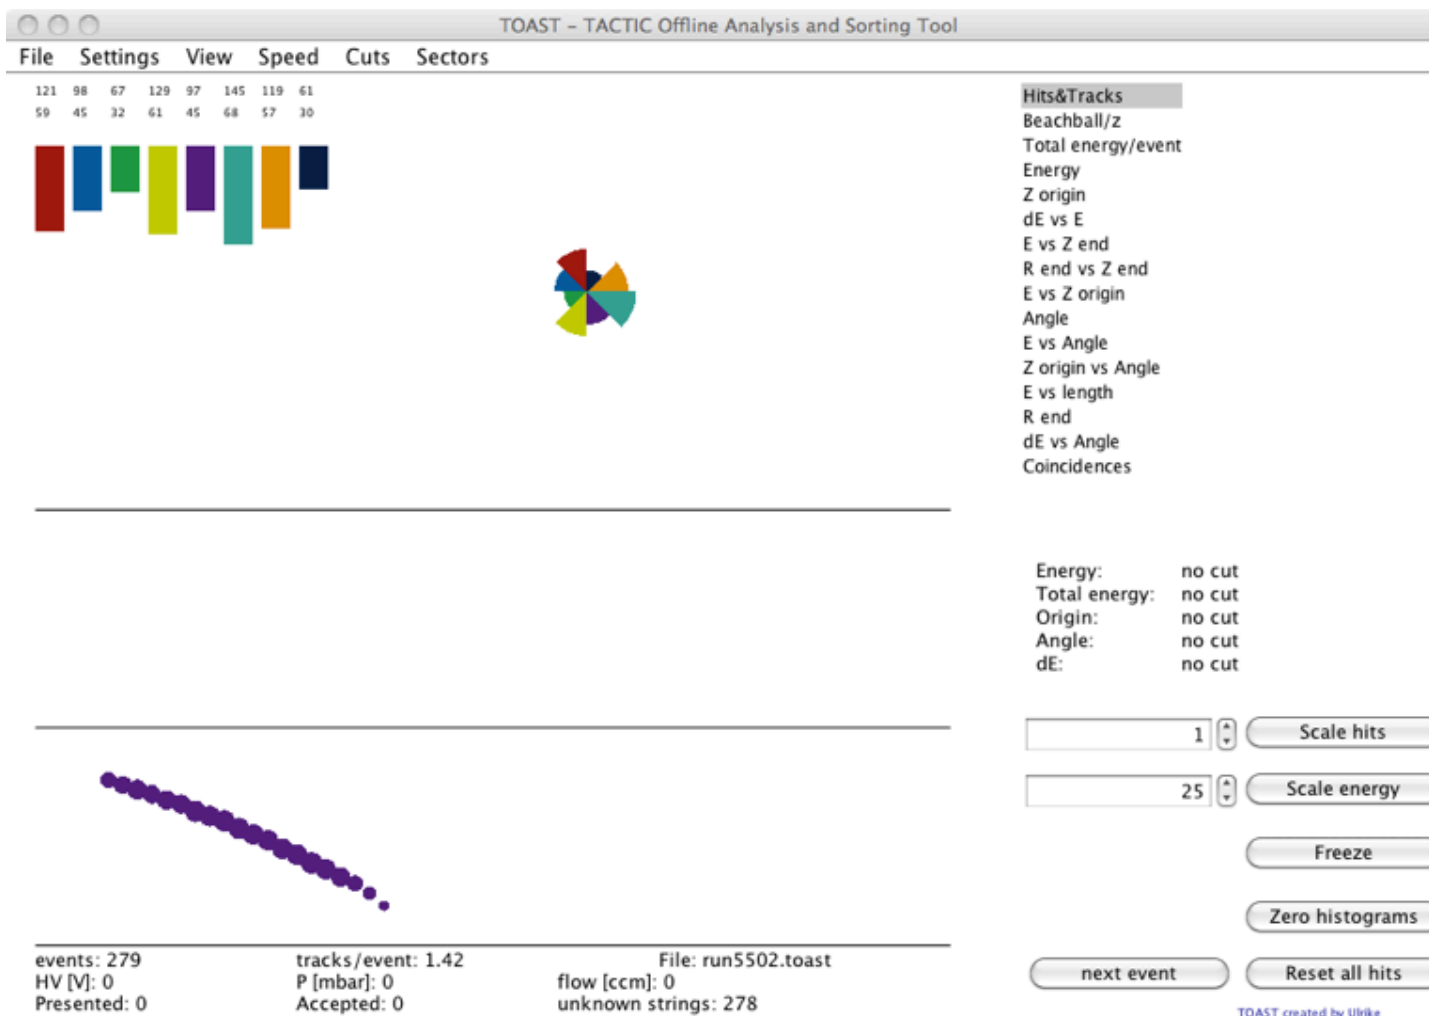 TOAST – TACTIC Offline Analysis and Sorting Tool
File Settings View Speed Cuts Sectors
121 98 67 129 97 145 119 61
59 45 32 61 45 68 57 30
Hits&Tracks
Beachball/z
Total energy/event
Energy
Z origin
dE vs E
E vs Z end
R end vs Z end
E vs Z origin
Angle
E vs Angle
Z origin vs Angle
E vs length
R end
dE vs Angle
Coincidences
Energy: no cut
Total energy: no cut
Origin: no cut
Angle: no cut
dE: no cut
1 Scale hits
25 Scale energy
Freeze
Zero histograms
next event Reset all hits
events: 279 tracks/event: 1.42 File: run5502.toast
HV [V]: 0 P [mbar]: 0 flow [ccm]: 0
Presented: 0 Accepted: 0 unknown strings: 278
TOAST created by Ulrike